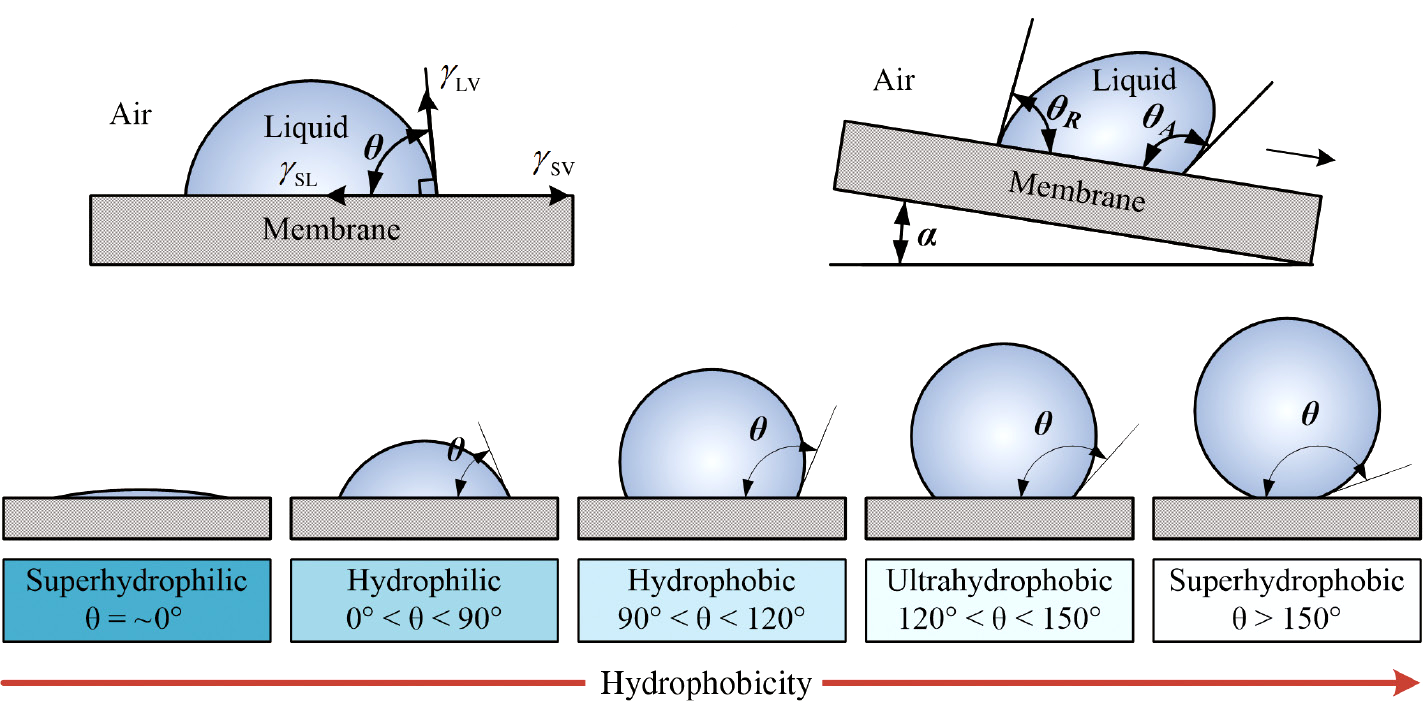 Air
Liquid
θ
γLV
γSL
γSV
Membrane
Air
Liquid
θR
θA
Membrane
α
θ
θ
θ
θ
Superhydrophilic
θ = ~0°
Hydrophilic
0° < θ < 90°
Hydrophobic
90° < θ < 120°
Ultrahydrophobic
120° < θ < 150°
Superhydrophobic
θ > 150°
Hydrophobicity